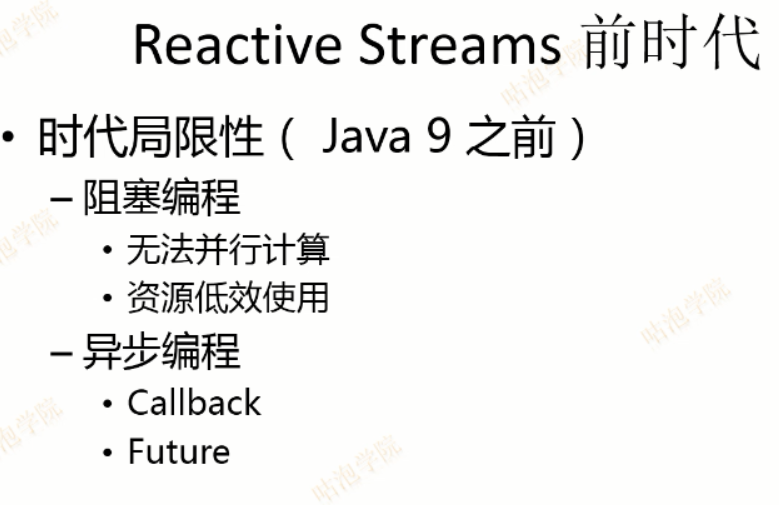 Reactive Streams 前时代
• 时代局限性（ Java 9 之前）
– 阻塞编程
• 无法并行计算
• 资源低效使用
– 异步编程
• Callback
• Future
咕泡学院
咕泡学院
咕泡学院
泡学院
泡学院
泡学院